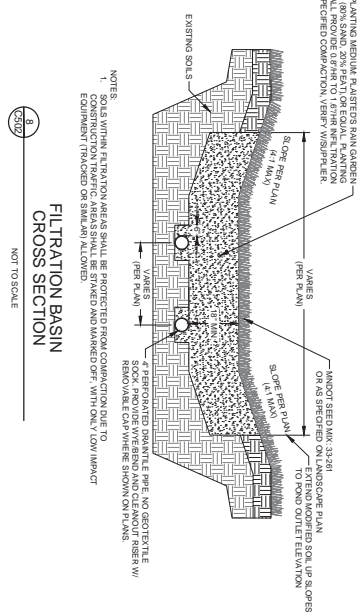 PLANTING MEDIUM: PLAISTEDS RAIN GARDEN
(80% SAND, 20% PEAT), OR EQUAL. PLANTING
ALL PROVIDE 0.8"/HR TO 1.6"/HR INFILTRATION
PECIFIED COMPACTION, VERIFY W/SUPPLIER.
EXISTING SOILS
SLOPE PER PLAN
(4:1 MAX)
VARIES
(PER PLAN)
SLOPE PER PLAN
(4:1 MAX)
MNDOT SEED MIX: 33-261
OR AS SPECIFIED ON LANDSCAPE PLAN
EXTEND MODIFIED SOIL UP SLOPES
TO POND OUTLET ELEVATION
18" MIN
VARIES
(PER PLAN)
4" PERFORATED DRAINTILE PIPE, NO GEOTEXTILE
SOCK. PROVIDE WYE/BEND AND CLEANOUT RISER W/
REMOVABLE CAP WHERE SHOWN ON PLANS.
NOTES:
1. SOILS WITHIN FILTRATION AREAS SHALL BE PROTECTED FROM COMPACTION DUE TO
CONSTRUCTION TRAFFIC. AREAS SHALL BE STAKED AND MARKED OFF, WITH ONLY LOW IMPACT
EQUIPMENT (TRACKED OR SIMILAR) ALLOWED.
8
C502
FILTRATION BASIN
CROSS SECTION
NOT TO SCALE